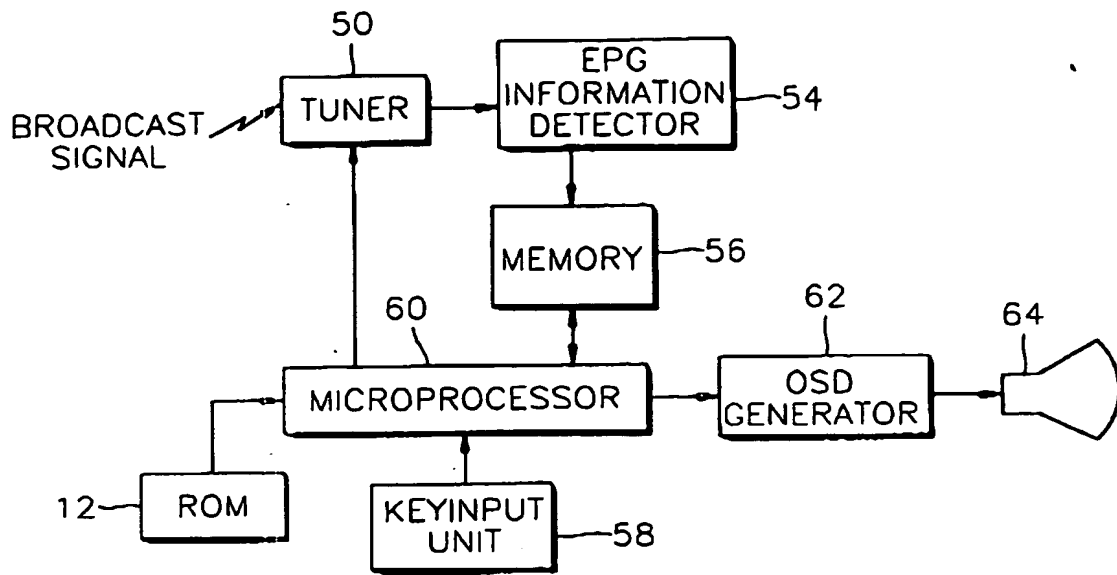 50
TUNER
BROADCAST
SIGNAL
EPG
INFORMATION
DETECTOR
54
MEMORY
56
60
MICROPROCESSOR
62
OSD
GENERATOR
64
12
ROM
KEYINPUT
UNIT
58